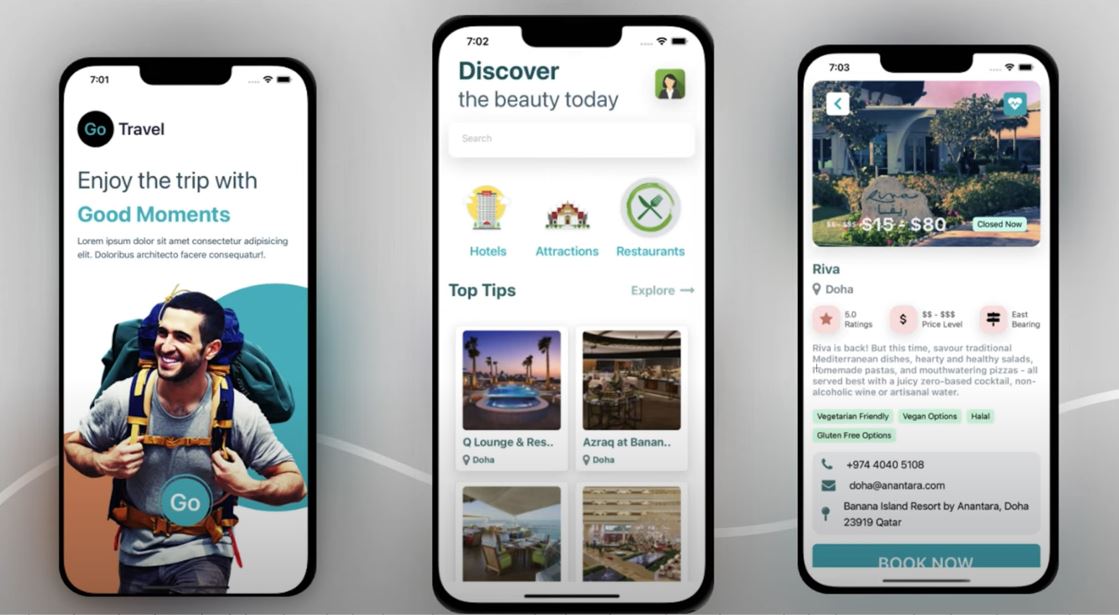 7:01
Go Travel
Enjoy the trip with
Good Moments
Lorem ipsum dolor sit amet consectetur adipisicing
elit. Doloribus architecto facere consequatur!.
Go
7:02
Discover
the beauty today
Search
Hotels
Attractions
Restaurants
Top Tips
Explore
Q Lounge & Res..
Doha
Azraq at Banan..
Doha
7:03
$15 - $80
Closed Now
Riva
Doha
5.0
Ratings
$$ - $$$
Price Level
East
Bearing
Riva is back! But this time, savour traditional
Mediterranean dishes, hearty and healthy salads,
homemade pastas, and mouthwatering pizzas - all
served best with a juicy zero-based cocktail, non-
alcoholic wine or artisanal water.
Vegetarian Friendly
Vegan Options
Halal
Gluten Free Options
+974 4040 5108
doha@anantara.com
Banana Island Resort by Anantara, Doha
23919 Qatar
BOOK NOW